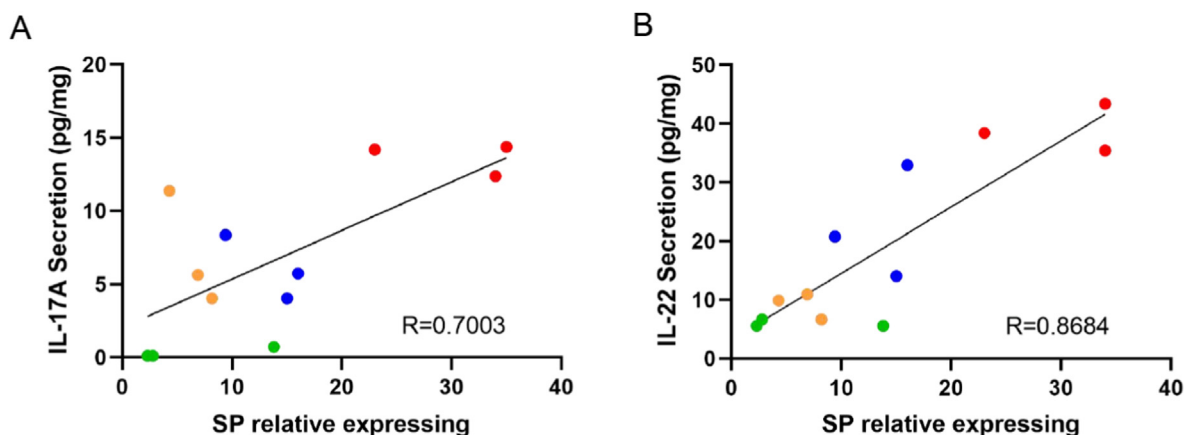 A
IL-17A Secretion (pg/mg)
20
15
10
5
0
R=0.7003
0 10 20 30 40
SP relative expressing
B
IL-22 Secretion (pg/mg)
50
40
30
20
10
0
R=0.8684
0 10 20 30 40
SP relative expressing